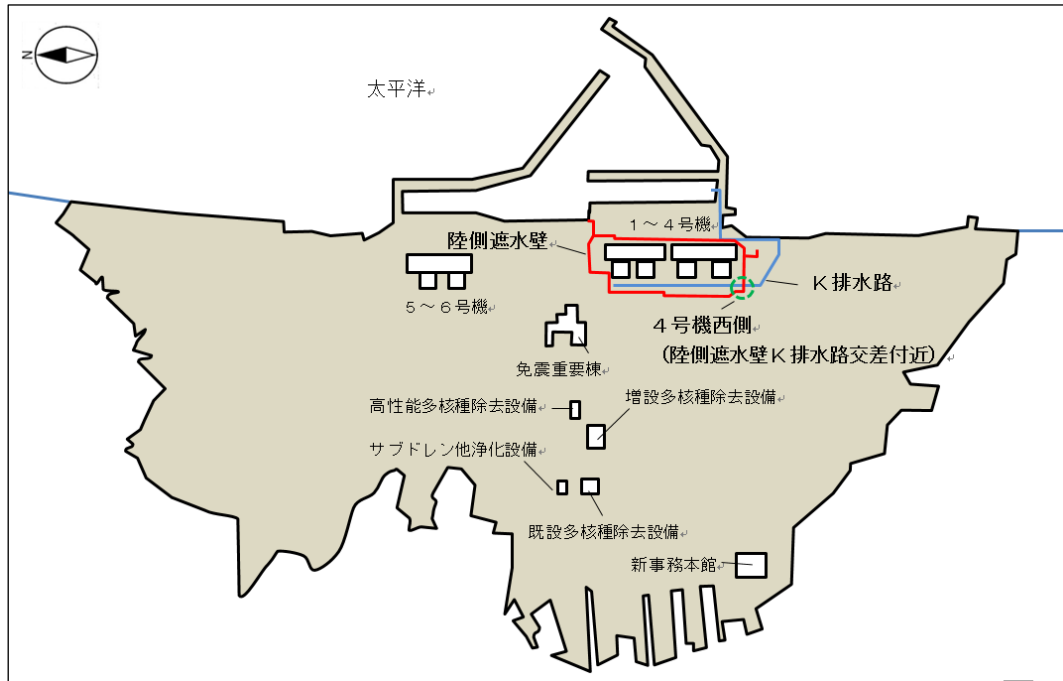 N
太平洋
1～4号機
陸側遮水壁
K排水路
5～6号機
4号機西側
(陸側遮水壁K排水路交差付近)
免震重要棟
高性能多核種除去設備
増設多核種除去設備
サブドレン他浄化設備
既設多核種除去設備
新事務本館